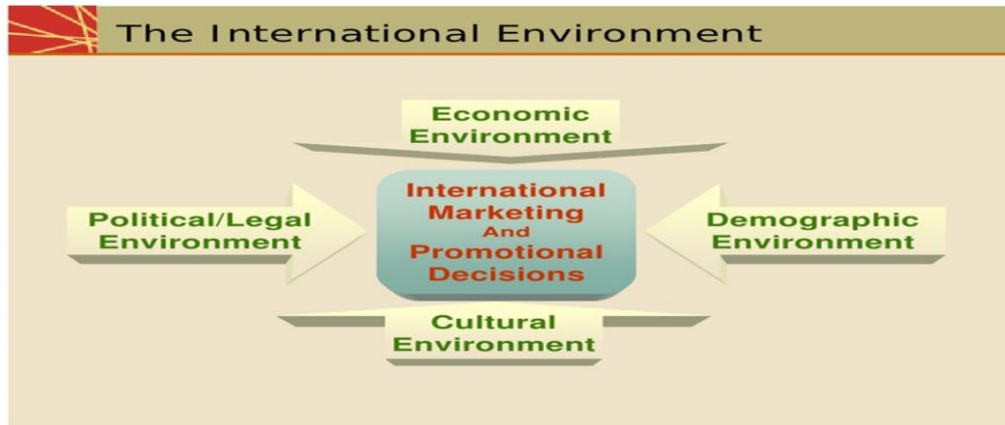 The International Environment
Economic
Environment
Political/Legal
Environment
International
Marketing
And
Promotional
Decisions
Demographic
Environment
Cultural
Environment